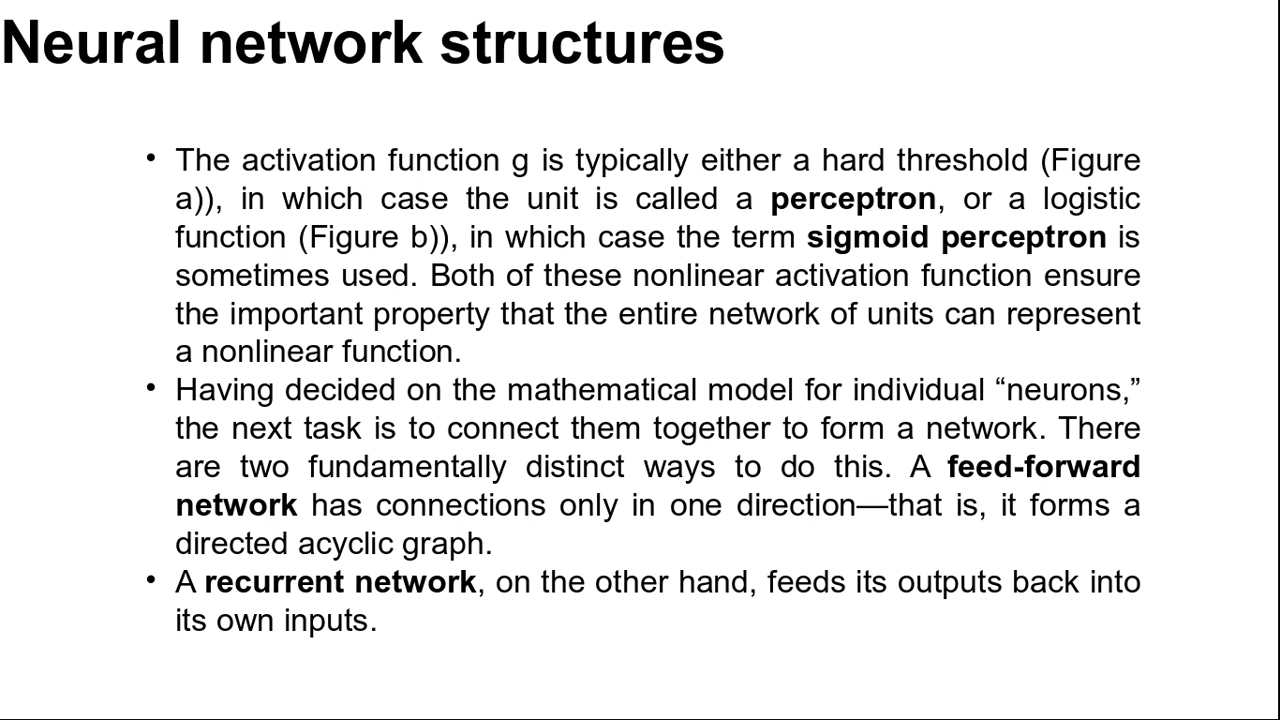 Neural network structures
• The activation function g is typically either a hard threshold (Figure
a)), in which case the unit is called a perceptron, or a logistic
function (Figure b)), in which case the term sigmoid perceptron is
sometimes used. Both of these nonlinear activation function ensure
the important property that the entire network of units can represent
a nonlinear function.
• Having decided on the mathematical model for individual “neurons,”
the next task is to connect them together to form a network. There
are two fundamentally distinct ways to do this. A feed-forward
network has connections only in one direction—that is, it forms a
directed acyclic graph.
• A recurrent network, on the other hand, feeds its outputs back into
its own inputs.